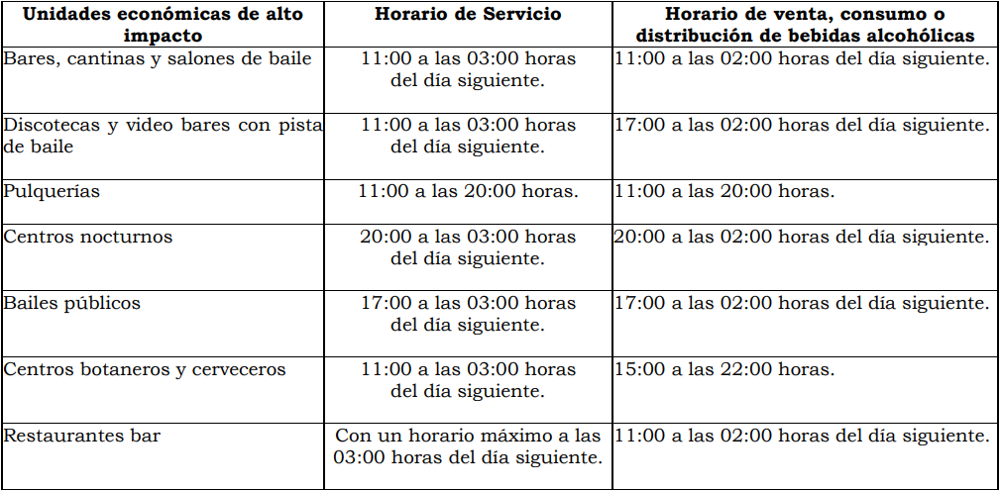 Unidades económicas de alto impacto
Horario de Servicio
Horario de venta, consumo o distribución de bebidas alcohólicas
Bares, cantinas y salones de baile
11:00 a las 03:00 horas
del día siguiente.
11:00 a las 02:00 horas del día siguiente.
Discotecas y video bares con pista
de baile
11:00 a las 03:00 horas
del día siguiente.
17:00 a las 02:00 horas del día siguiente.
Pulquerías
11:00 a las 20:00 horas.
11:00 a las 20:00 horas.
Centros nocturnos
20:00 a las 03:00 horas
del día siguiente.
20:00 a las 02:00 horas del día siguiente.
Bailes públicos
17:00 a las 03:00 horas
del día siguiente.
17:00 a las 02:00 horas del día siguiente.
Centros botaneros y cerveceros
11:00 a las 03:00 horas
del día siguiente.
15:00 a las 22:00 horas.
Restaurantes bar
Con un horario máximo a las
03:00 horas del día siguiente.
11:00 a las 02:00 horas del día siguiente.